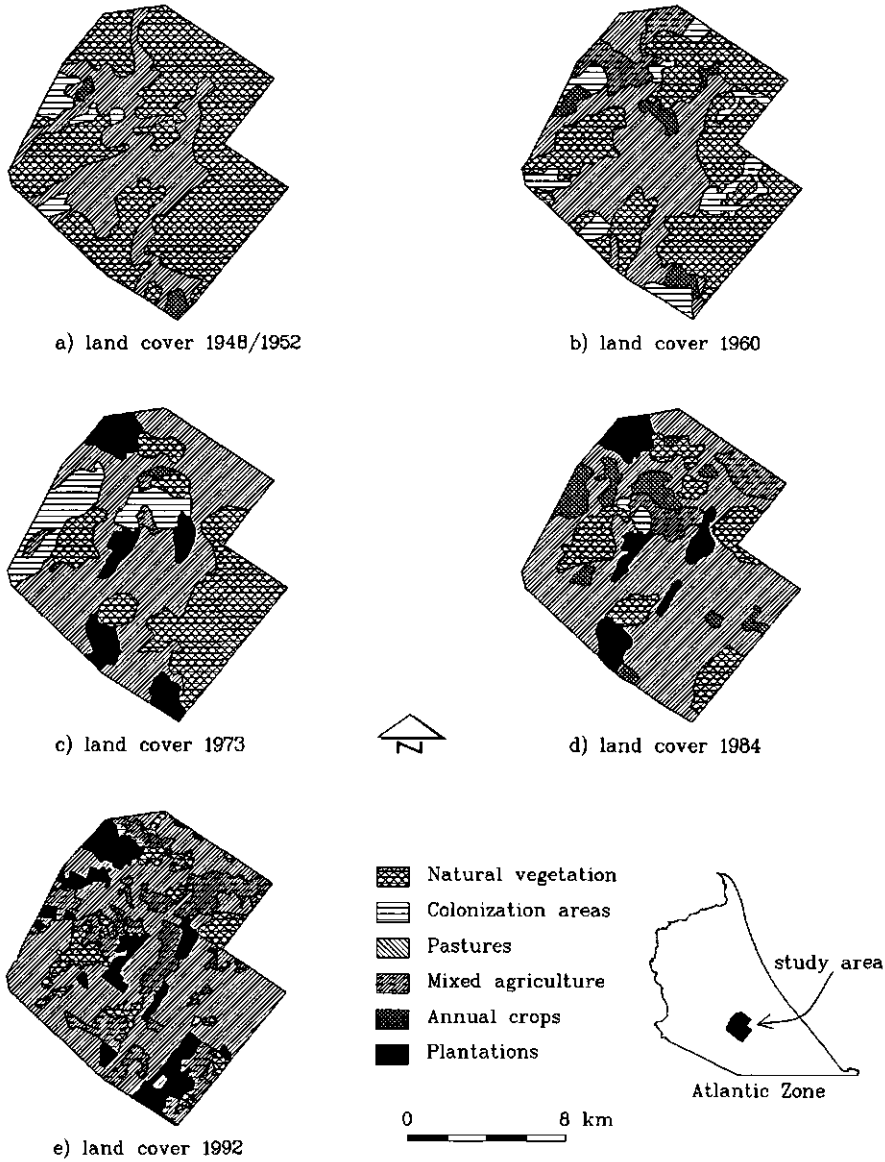 a) land cover 1948/1952
b) land cover 1960
c) land cover 1973
N
d) land cover 1984
Natural vegetation
Colonization areas
Pastures
Mixed agriculture
Annual crops
Plantations
study area
Atlantic Zone
0 8 km
e) land cover 1992